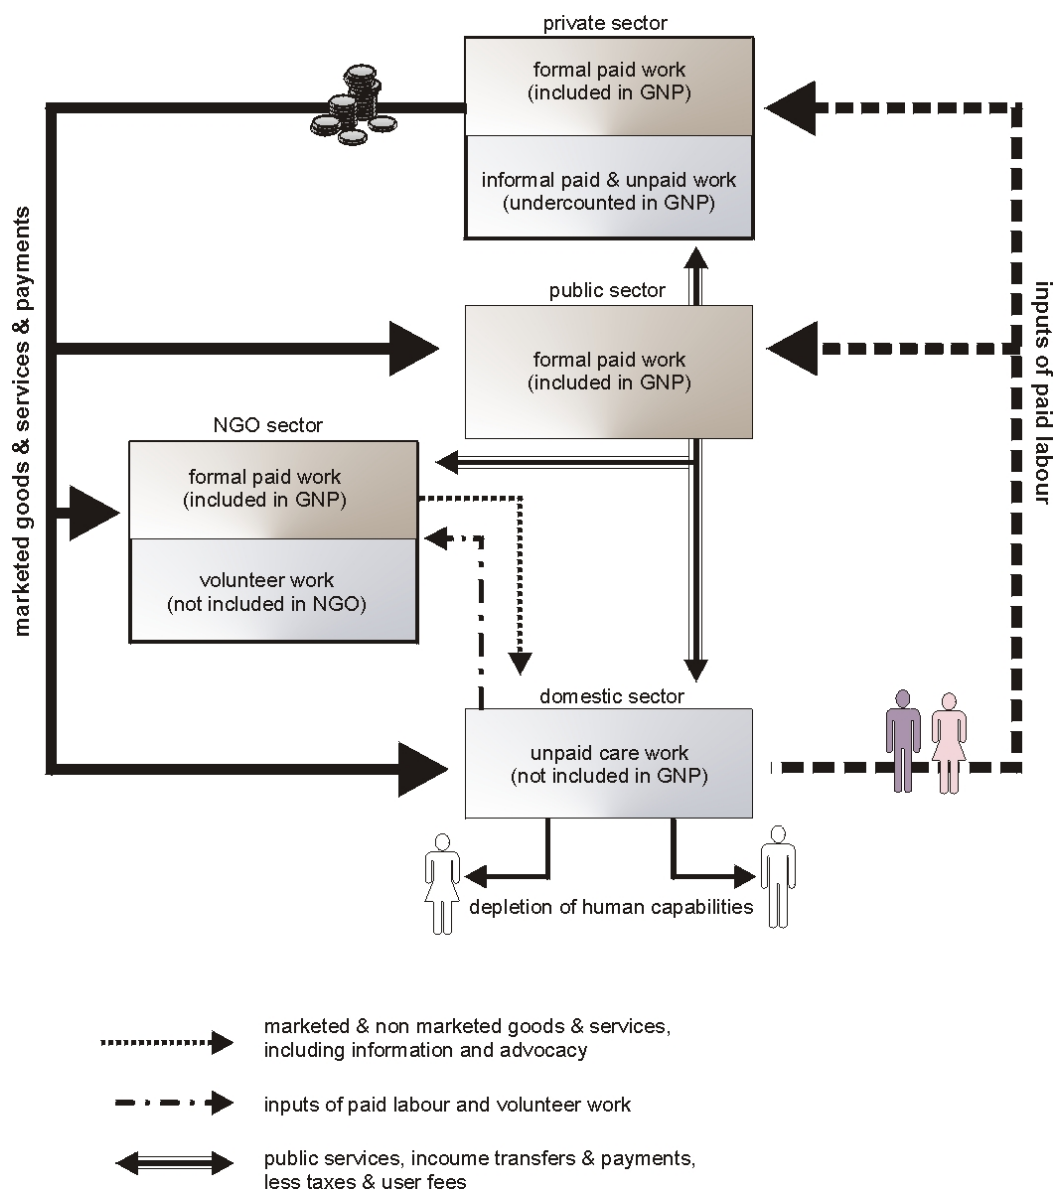 private sector
formal paid work
(included in GNP)
informal paid & unpaid work
(undercounted in GNP)
public sector
formal paid work
(included in GNP)
NGO sector
formal paid work
(included in GNP)
volunteer work
(not included in NGO)
domestic sector
unpaid care work
(not included in GNP)
depletion of human capabilities
marketed goods & services & payments
inputs of paid labour
marketed & non marketed goods & services,
including information and advocacy
inputs of paid labour and volunteer work
public services, incoume transfers & payments,
less taxes & user fees